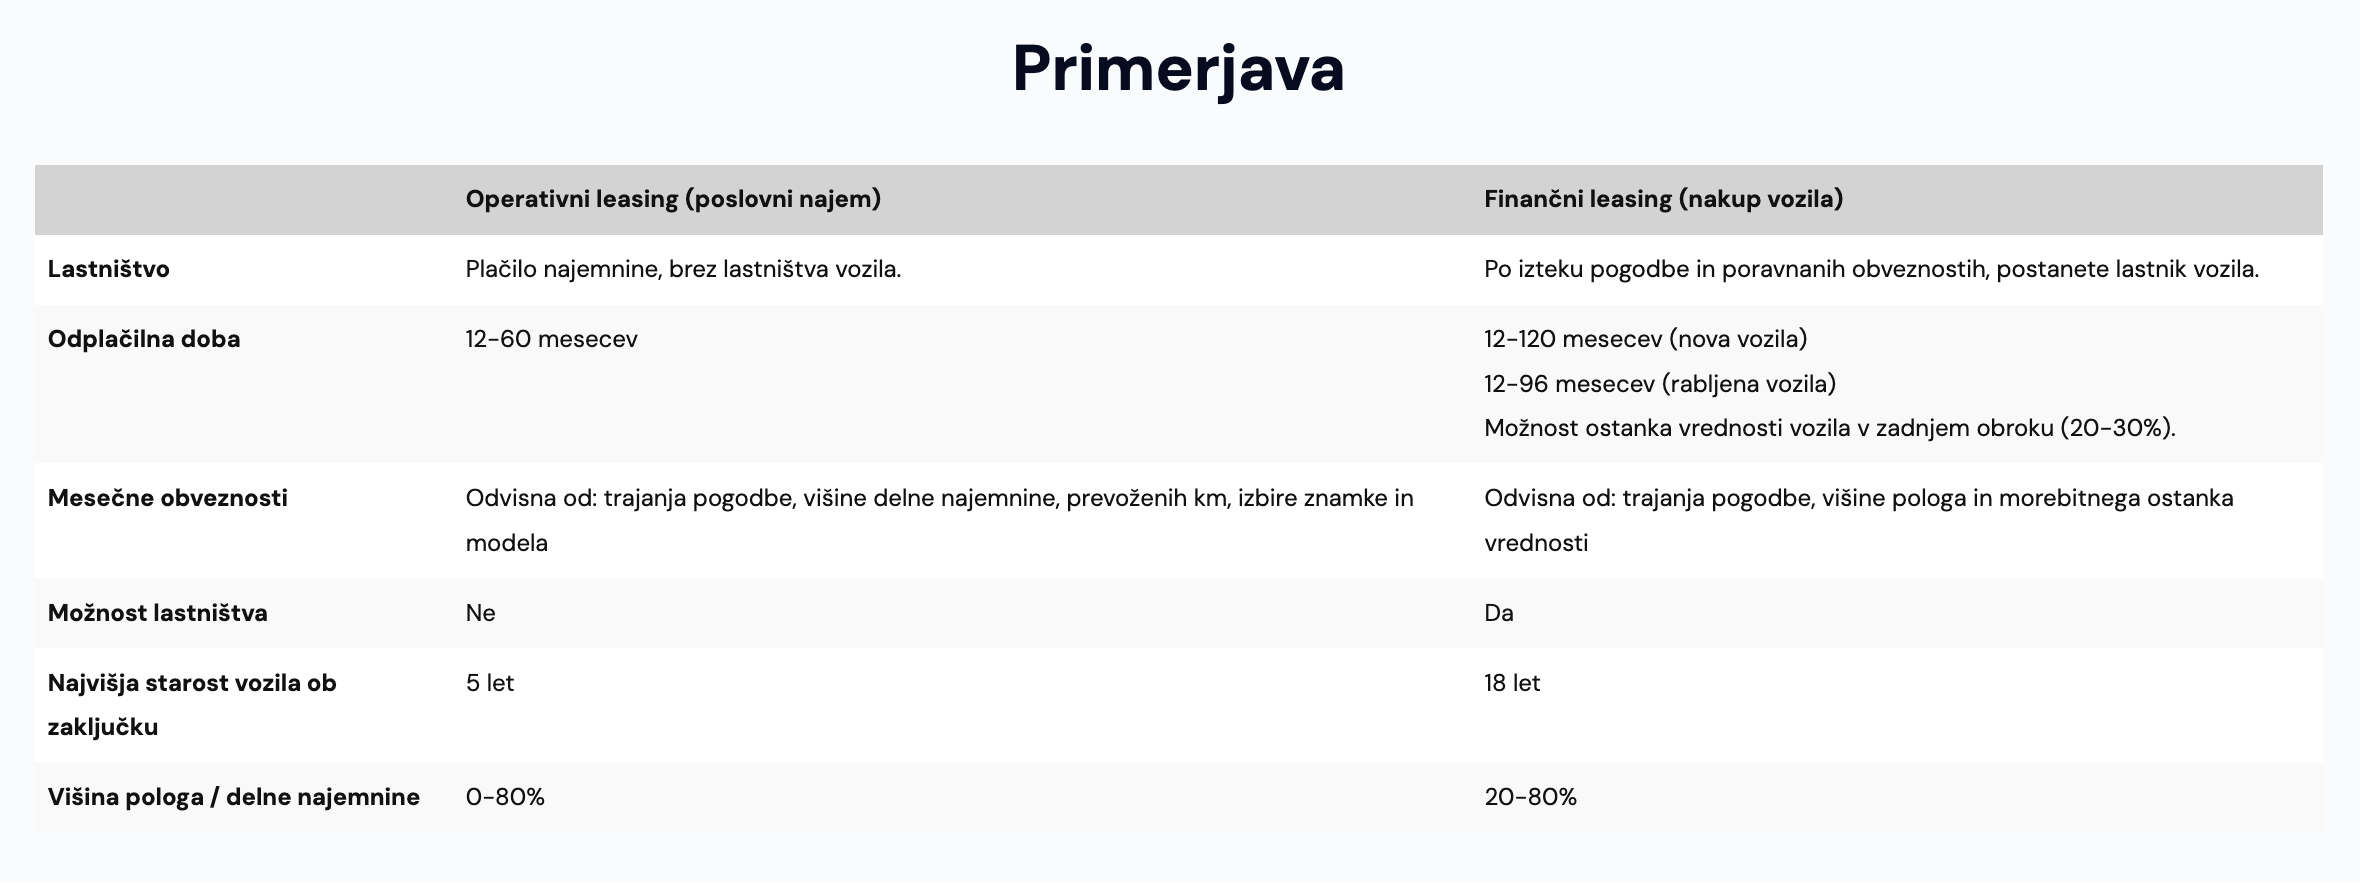 Primerjava
Operativni leasing (poslovni najem)
Finančni leasing (nakup vozila)
Lastništvo
Plačilo najemnine, brez lastništva vozila.
Po izteku pogodbe in poravnanih obveznostih, postanete lastnik vozila.
Odplačilna doba
12-60 mesecev
12-120 mesecev (nova vozila)
12-96 mesecev (rabljena vozila)
Možnost ostanka vrednosti vozila v zadnjem obroku (20-30%).
Mesečne obveznosti
Odvisna od: trajanja pogodbe, višine delne najemnine, prevoženih km, izbire znamke in
modela
Odvisna od: trajanja pogodbe, višine pologa in morebitnega ostanka
vrednosti
Možnost lastništva
Ne
Da
Najvišja starost vozila ob
zaključku
5 let
18 let
Višina pologa / delne najemnine
0-80%
20-80%